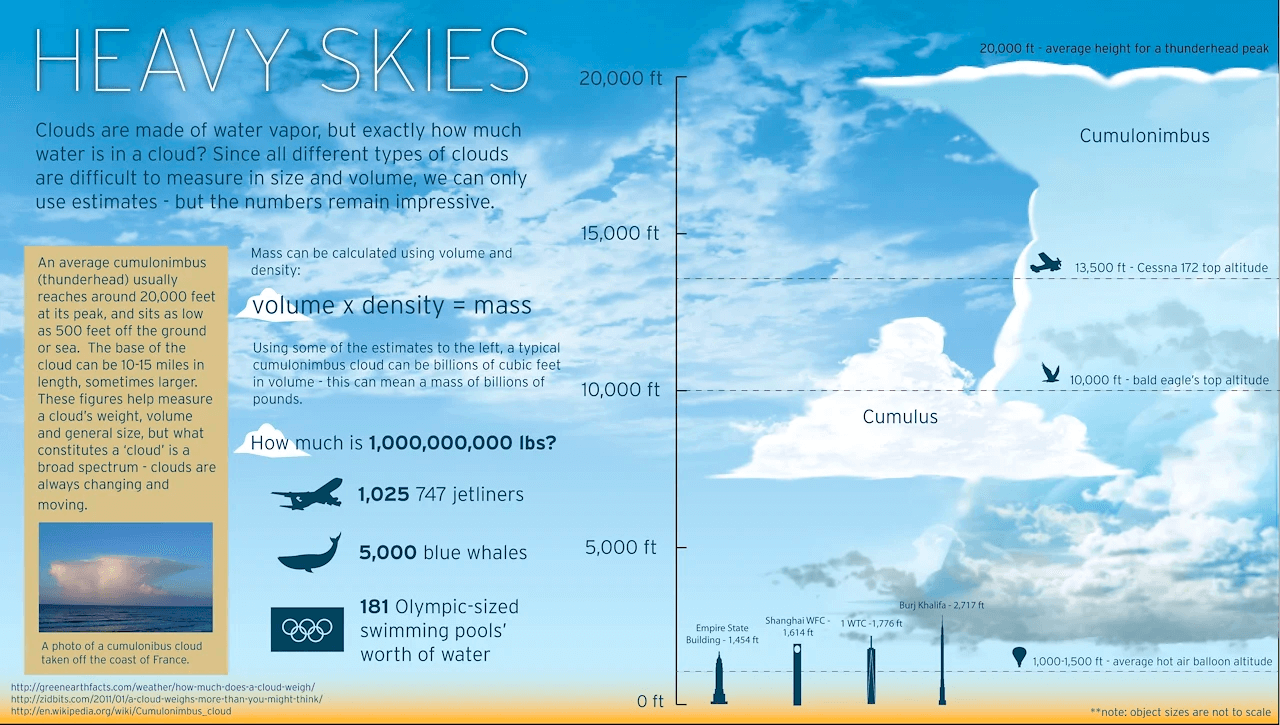 HEAVY SKIES
Clouds are made of water vapor, but exactly how much
water is in a cloud? Since all different types of clouds
are difficult to measure in size and volume, we can only
use estimates - but the numbers remain impressive.
An average cumulonimbus
(thunderhead) usually
reaches around 20,000 feet
at its peak, and sits as low
as 500 feet off the ground
or sea. The base of the
cloud can be 10-15 miles in
length, sometimes larger.
These figures help measure
a cloud's weight, volume
and general size, but what
constitutes a 'cloud' is a
broad spectrum - clouds are
always changing and
moving.
A photo of a cumulonibus cloud
taken off the coast of France.
Mass can be calculated using volume and
density:
volume x density = mass
Using some of the estimates to the left, a typical
cumulonimbus cloud can be billions of cubic feet
in volume - this can mean a mass of billions of
pounds.
How much is 1,000,000,000 lbs?
1,025 747 jetliners
5,000 blue whales
181 Olympic-sized
swimming pools'
worth of water
http://greenearthfacts.com/weather/how-much-does-a-cloud-weigh/
http://zidbits.com/2011/01/a-cloud-weighs-more-than-you-might-think/
http://en.wikipedia.org/wiki/Cumulonimbus_cloud
20,000 ft - average height for a thunderhead peak
20,000 ft
Cumulonimbus
15,000 ft
13,500 ft - Cessna 172 top altitude
10,000 ft - bald eagle's top altitude
10,000 ft
Cumulus
5,000 ft
Burj Khalifa - 2,717 ft
Shanghai WFC -
1,614 ft
1 WTC -1,776 ft
Empire State
Building - 1,454 ft
1,000-1,500 ft - average hot air balloon altitude
0 ft
**note: object sizes are not to scale